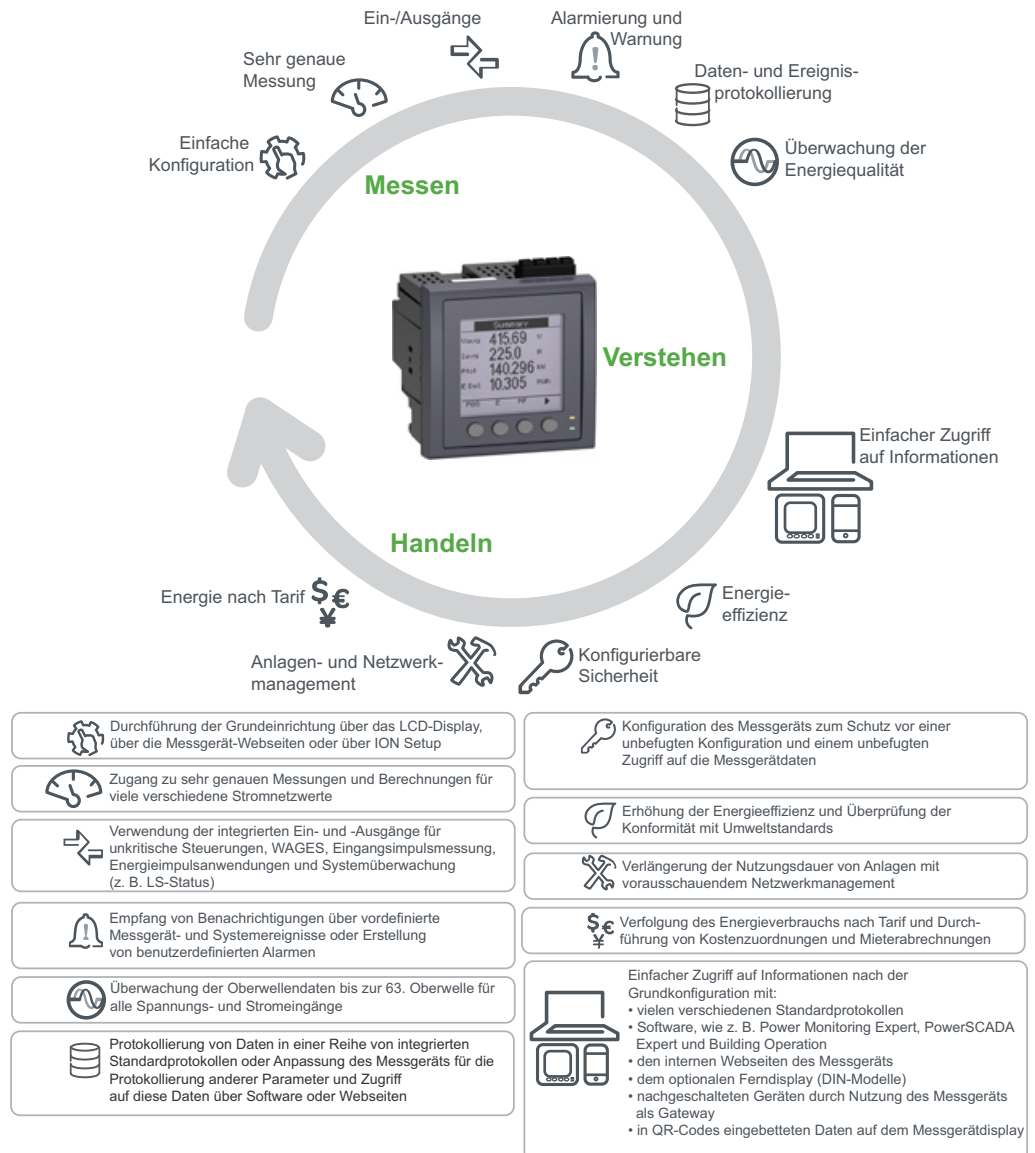 Ein-/Ausgänge
Alarmierung und
Warnung
Sehr genaue
Messung
Daten- und Ereignis-
protokollierung
Einfache
Konfiguration
Überwachung der
Energiequalität
Messen
Summary
Vavg 415.69 V
Iavg 225.0 A
Ptot 140.296 kW
E Del 10.305 MWh
PQS E PF
Verstehen
Einfacher Zugriff
auf Informationen
Handeln
Energie nach Tarif
$€
¥
Energie-
effizienz
Anlagen- und Netzwerk-
management
Konfigurierbare
Sicherheit
Durchführung der Grundeinrichtung über das LCD-Display,
über die Messgerät-Webseiten oder über ION Setup
Zugang zu sehr genauen Messungen und Berechnungen für
viele verschiedene Stromnetzwerte
Verwendung der integrierten Ein- und -Ausgänge für
unkritische Steuerungen, WAGES, Eingangsimpulsmessung,
Energieimpulsanwendungen und Systemüberwachung
(z. B. LS-Status)
Empfang von Benachrichtigungen über vordefinierte
Messgerät- und Systemereignisse oder Erstellung
von benutzerdefinierten Alarmen
Überwachung der Oberwellendaten bis zur 63. Oberwelle für
alle Spannungs- und Stromeingänge
Protokollierung von Daten in einer Reihe von integrierten
Standardprotokollen oder Anpassung des Messgeräts für die
Protokollierung anderer Parameter und Zugriff
auf diese Daten über Software oder Webseiten
Konfiguration des Messgeräts zum Schutz vor einer
unbefugten Konfiguration und einem unbefugten
Zugriff auf die Messgerätdaten
Erhöhung der Energieeffizienz und Überprüfung der
Konformität mit Umweltstandards
Verlängerung der Nutzungsdauer von Anlagen mit
vorausschauendem Netzwerkmanagement
$€
¥
Verfolgung des Energieverbrauchs nach Tarif und Durch-
führung von Kostenzuordnungen und Mieterabrechnungen
Einfacher Zugriff auf Informationen nach der
Grundkonfiguration mit:
• vielen verschiedenen Standardprotokollen
• Software, wie z. B. Power Monitoring Expert, PowerSCADA
Expert und Building Operation
• den internen Webseiten des Messgeräts
• dem optionalen Ferndisplay (DIN-Modelle)
• nachgeschalteten Geräten durch Nutzung des Messgeräts
als Gateway
• in QR-Codes eingebetteten Daten auf dem Messgerätdisplay